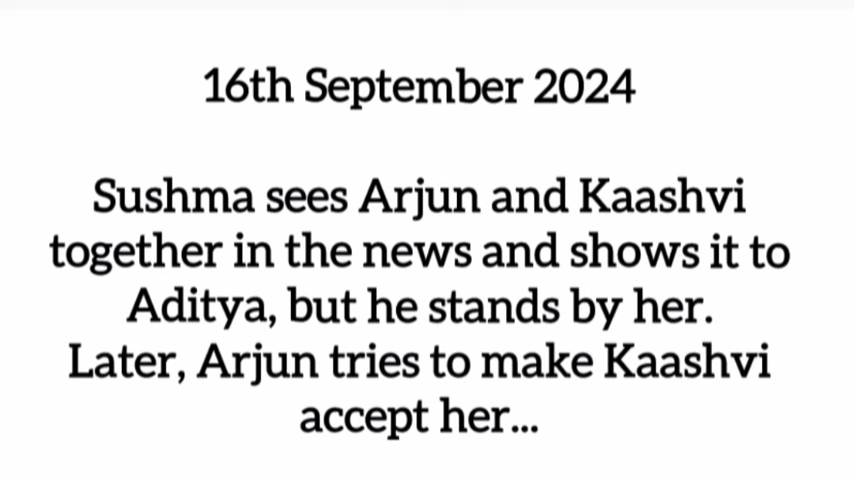 16th September 2024
Sushma sees Arjun and Kaashvi
together in the news and shows it to
Aditya, but he stands by her.
Later, Arjun tries to make Kaashvi
accept her...